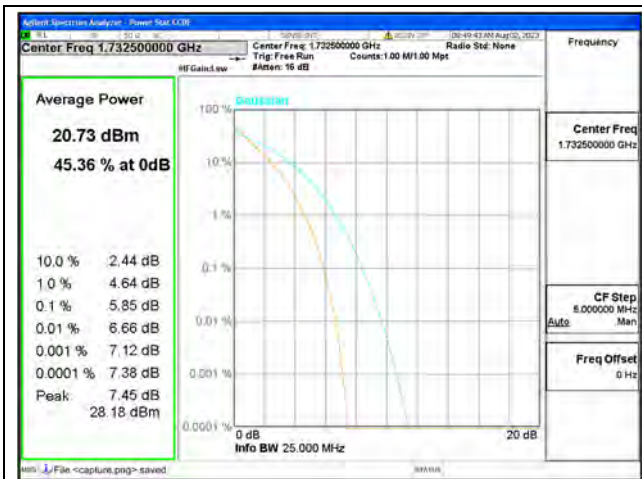 Agilent Spectrum Analyzer - Power Stat CCDF
Center Freq 1.732500000 GHz
Center Freq: 1.732500000 GHz
Radio Std: None
Trig: Free Run
Counts:1.00 M/1.00 Mpt
#IFGain:Low
#Atten: 16 dB
Average Power
20.73 dBm
45.36 % at 0dB
10.0 % 2.44 dB
1.0 % 4.64 dB
0.1 % 5.85 dB
0.01 % 6.66 dB
0.001 % 7.12 dB
0.0001 % 7.38 dB
Peak 7.45 dB
28.18 dBm
Gaussian
100 %
10 %
1 %
0.1 %
0.01 %
0.001 %
0.0001 %
0 dB
20 dB
Info BW 25.000 MHz
Frequency
Center Freq
1.732500000 GHz
CF Step
5.000000 MHz
Auto Man
Freq Offset
0 Hz
MSG File <capture.png> saved
STATUS